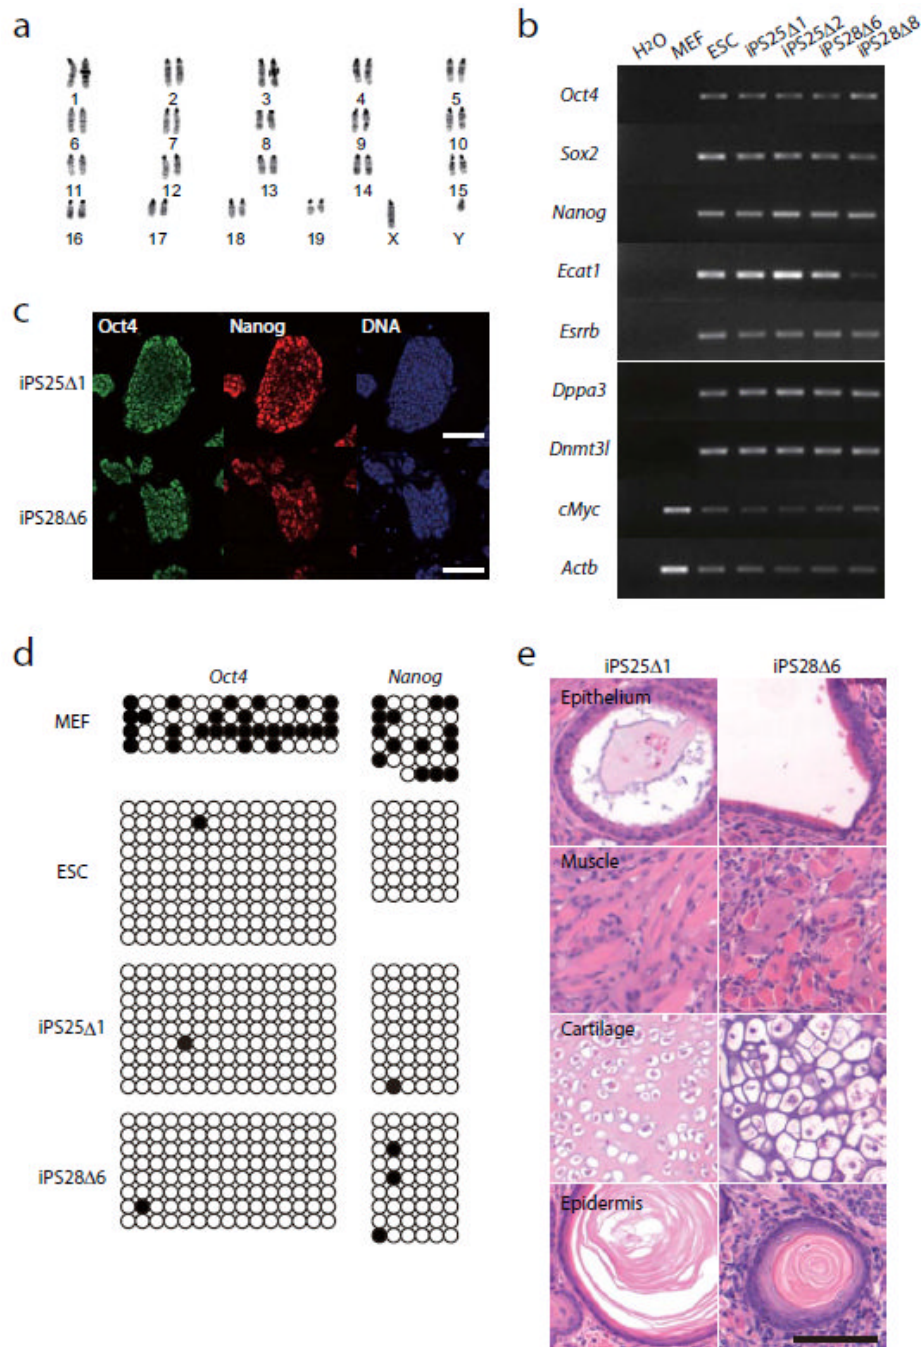 a
1 2 3 4 5
6 7 8 9 10
11 12 13 14 15
16 17 18 19 X Y
b
H2O MEF ESC iPS25Δ1 iPS25Δ2 iPS28Δ6 iPS28Δ8
Oct4
Sox2
Nanog
Ecat1
Esrrb
Dppa3
Dnmt3l
cMyc
Actb
c
Oct4 Nanog DNA
iPS25Δ1
iPS28Δ6
d
Oct4 Nanog
MEF
ESC
iPS25Δ1
iPS28Δ6
e
iPS25Δ1 iPS28Δ6
Epithelium
Muscle
Cartilage
Epidermis